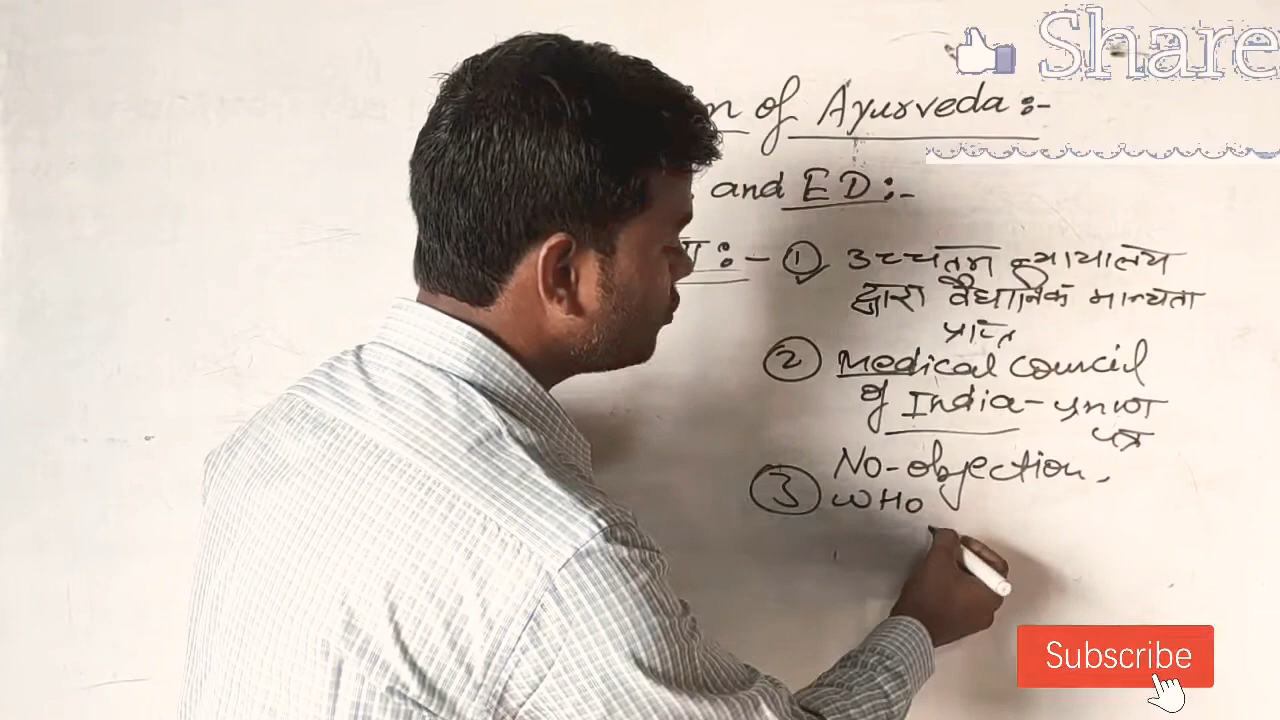 Share
of Ayurveda:-
and ED:-
:- ① उच्चतम न्यायालय
द्वारा वैधानिक मान्यता
प्राप्त
② Medical Council
of India - प्रमाण
पत्र
No-objection.
③ WHO
Subscribe